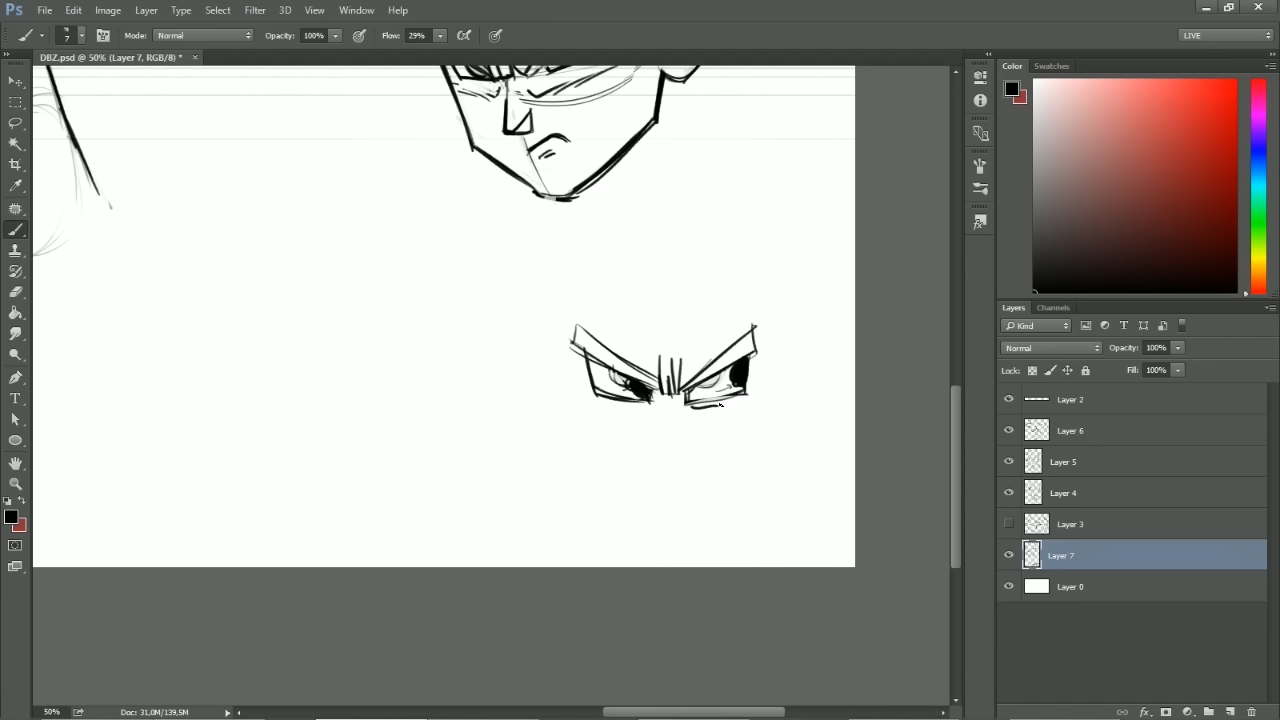 Ps File Edit Image Layer Type Select Filter 3D View Window Help
7 Mode: Normal Opacity: 100% Flow: 29% LIVE
DBZ.psd @ 50% (Layer 7, RGB/8) * ×
Color Swatches
Layers Channels
Kind
Normal Opacity: 100%
Lock: Fill: 100%
Layer 2
Layer 6
Layer 5
Layer 4
Layer 3
Layer 7
Layer 0
50% Doc: 31,0M/139,5M